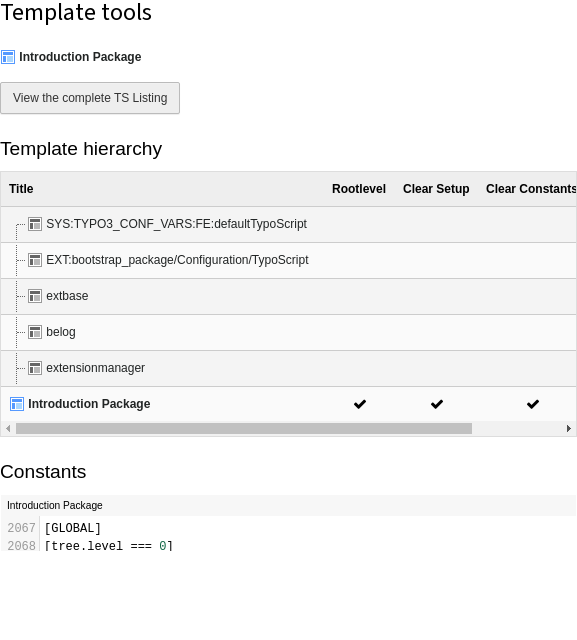 Template tools
Introduction Package
View the complete TS Listing
Template hierarchy
Title Rootlevel Clear Setup Clear Constants
SYS:TYPO3_CONF_VARS:FE:defaultTypoScript
EXT:bootstrap_package/Configuration/TypoScript
extbase
belog
extensionmanager
Introduction Package
Constants
Introduction Package
2067 [GLOBAL]
2068 [tree.level === 0]